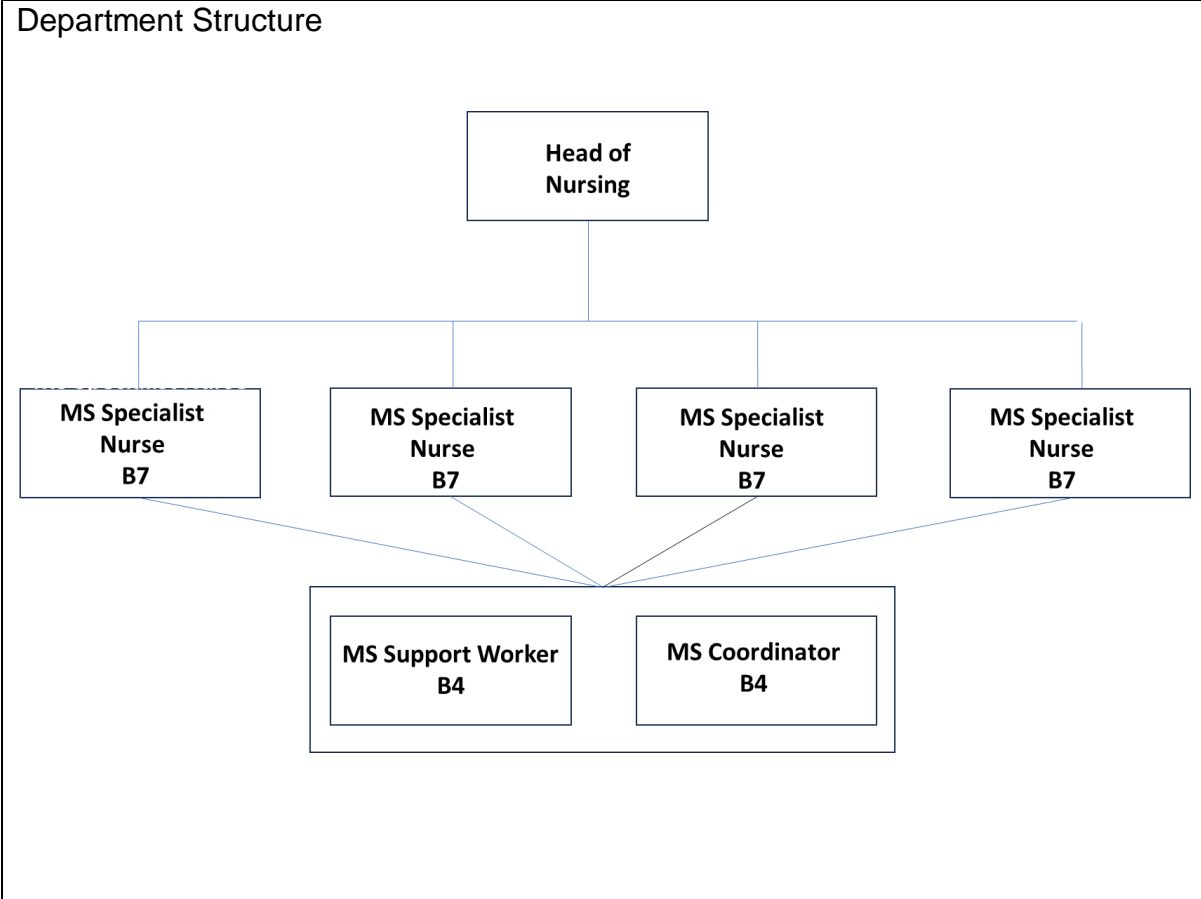 Department Structure
Head of
Nursing
MS Specialist
Nurse
B7
MS Specialist
Nurse
B7
MS Specialist
Nurse
B7
MS Specialist
Nurse
B7
MS Support Worker
B4
MS Coordinator
B4